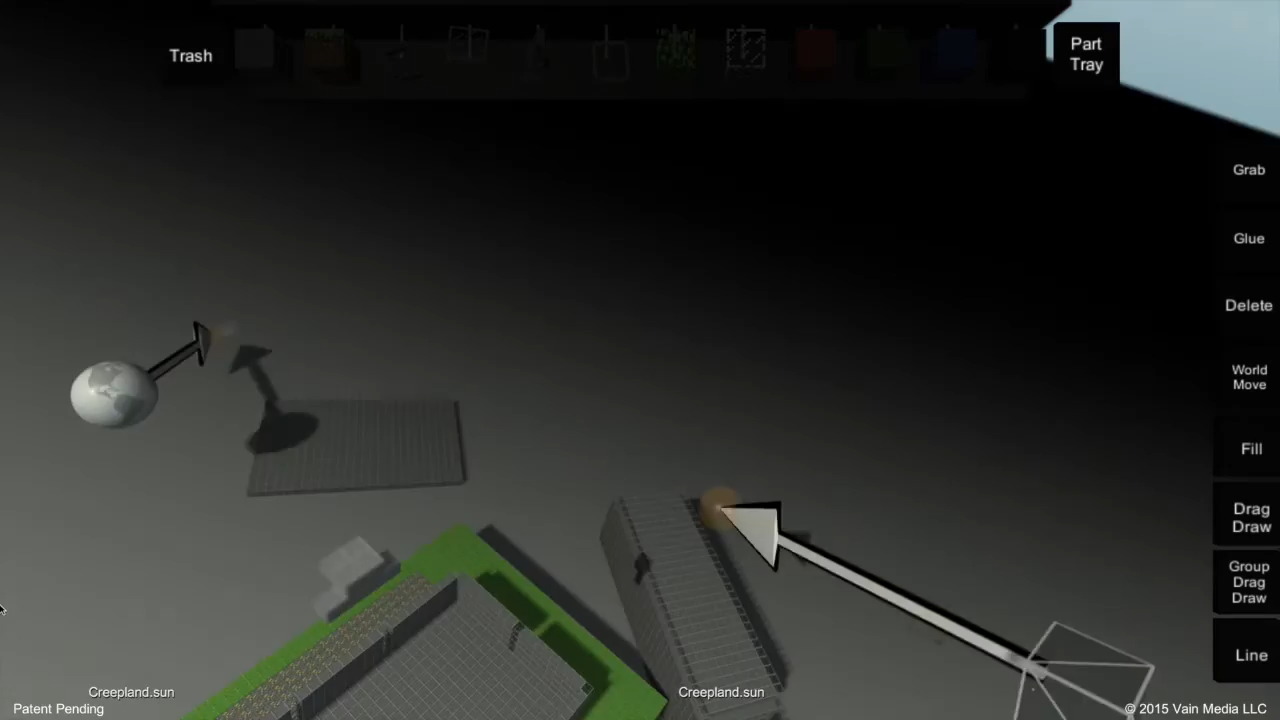 Trash
Part
Tray
Grab
Glue
Delete
World
Move
Fill
Drag
Draw
Group
Drag
Draw
Line
Creepland.sun
Creepland.sun
Patent Pending
© 2015 Vain Media LLC